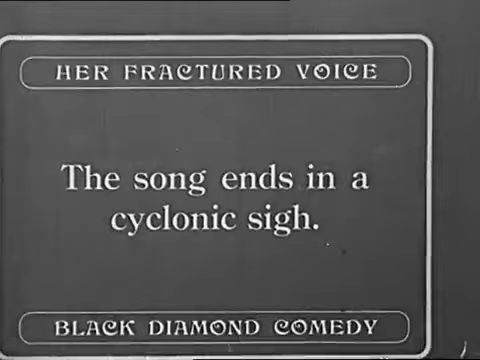 HER FRACTURED VOICE
The song ends in a
cyclonic sigh.
BLACK DIAMOND COMEDY